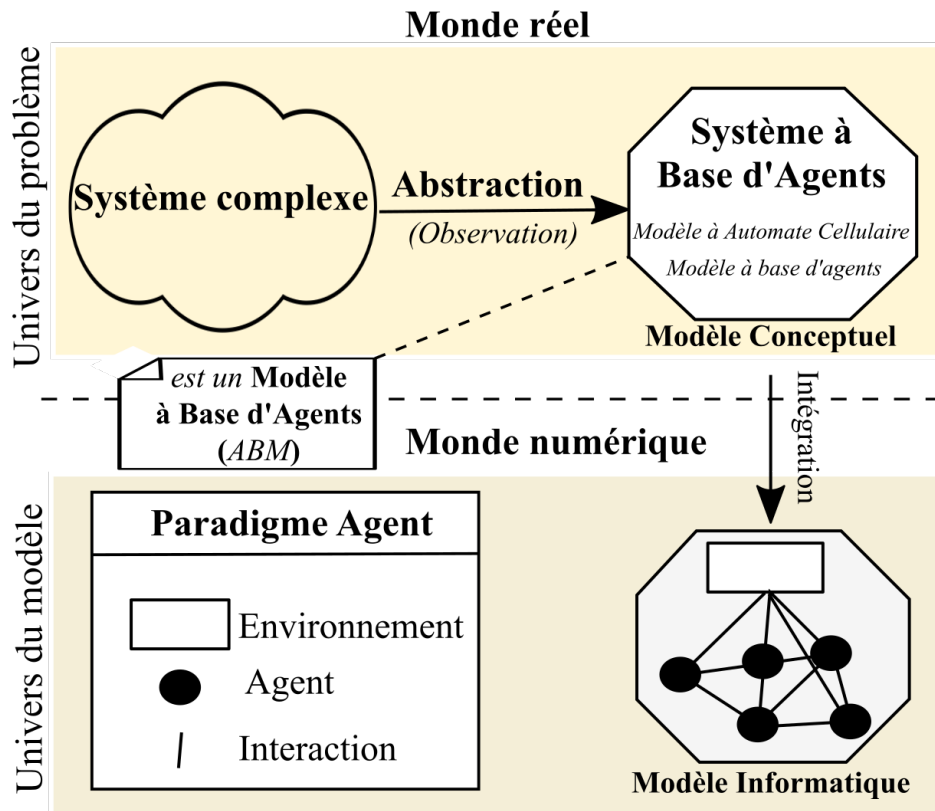 Monde réel
Univers du problème
Système complexe
Abstraction
(Observation)
Système à
Base d'Agents
Modèle à Automate Cellulaire
Modèle à base d'agents
Modèle Conceptuel
est un Modèle
à Base d'Agents
(ABM)
Intégration
Monde numérique
Univers du modèle
Paradigme Agent
Environnement
Agent
Interaction
Modèle Informatique